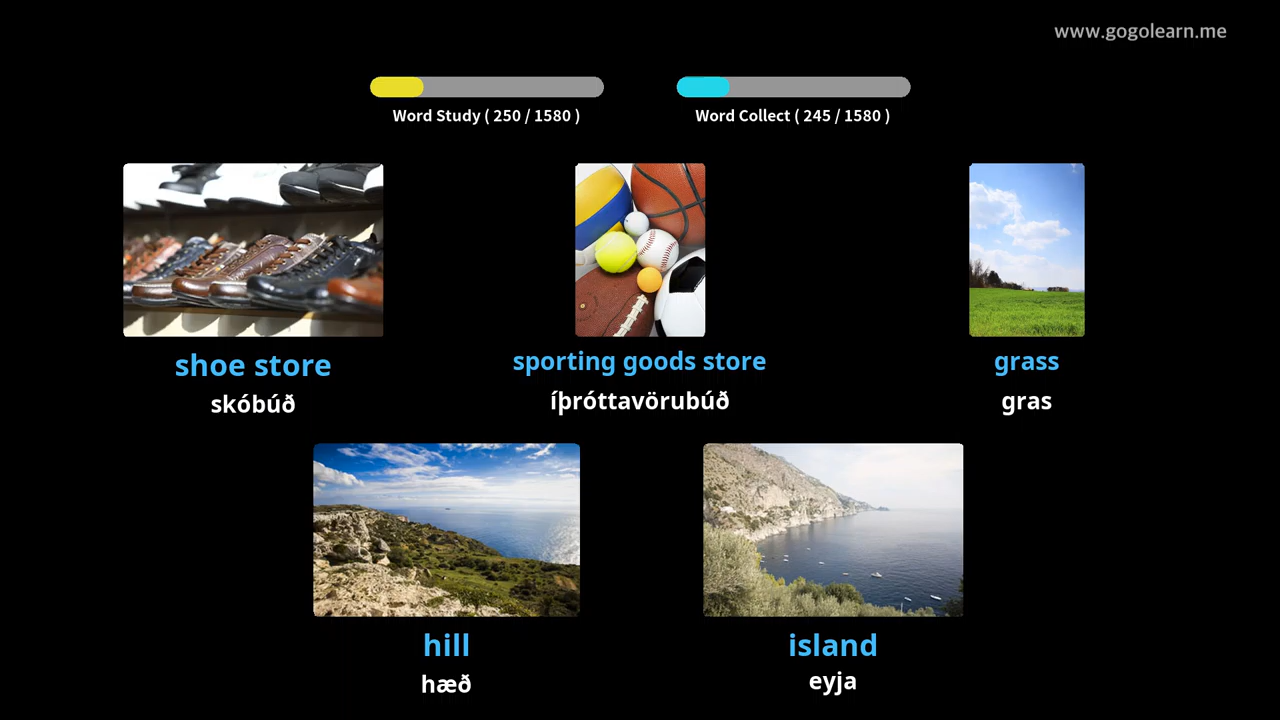 www.gogolearn.me
Word Study ( 250 / 1580 )
Word Collect ( 245 / 1580 )
shoe store
skóbúð
sporting goods store
íþróttavörubúð
grass
gras
hill
hæð
island
eyja